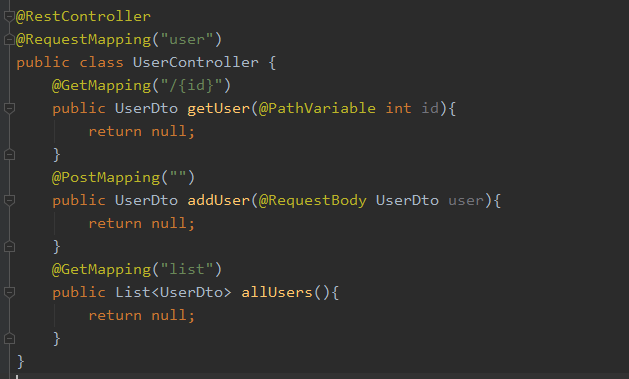 @RestController
@RequestMapping("user")
public class UserController {
@GetMapping("/{id}")
public UserDto getUser(@PathVariable int id){
return null;
}
@PostMapping("")
public UserDto addUser(@RequestBody UserDto user){
return null;
}
@GetMapping("list")
public List<UserDto> allUsers(){
return null;
}
}